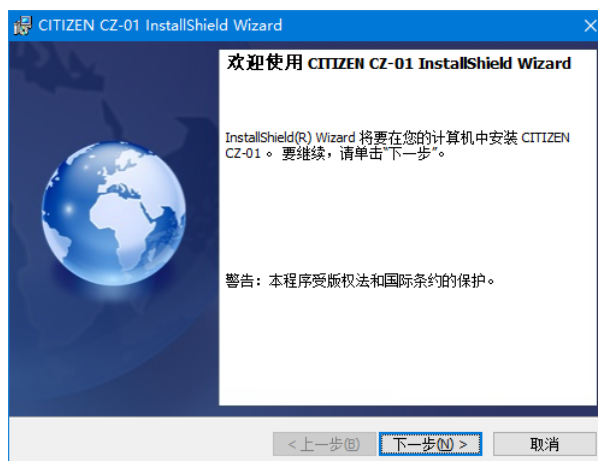 CITIZEN CZ-01 InstallShield Wizard
欢迎使用 CITIZEN CZ-01 InstallShield Wizard
InstallShield(R) Wizard 将要在您的计算机中安装 CITIZEN
CZ-01。 要继续，请单击“下一步”。
警告：本程序受版权法和国际条约的保护。
<上一步(B)
下一步(N) >
取消